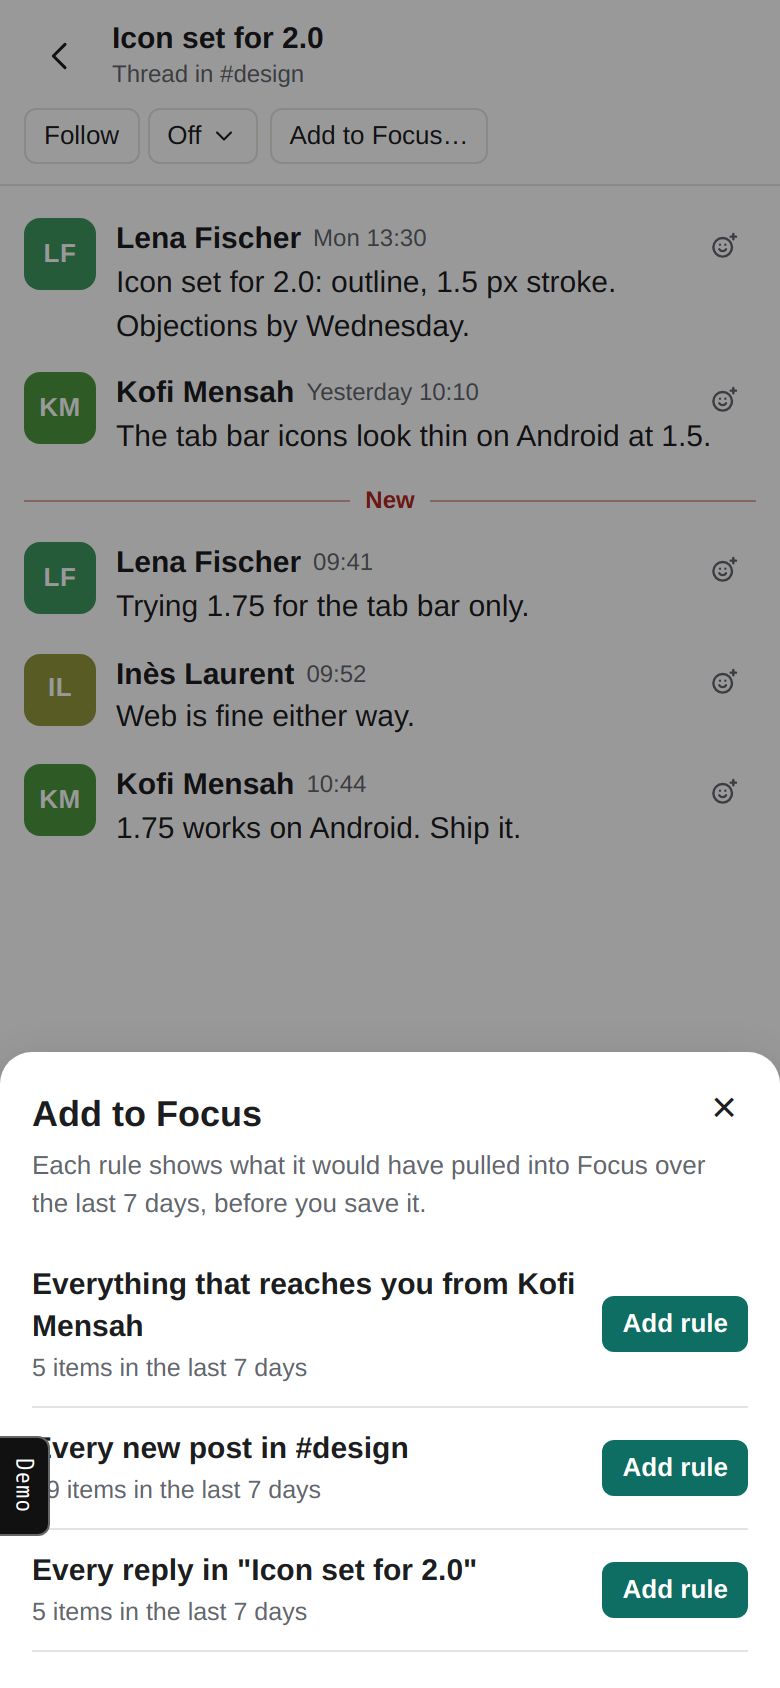 Icon set for 2.0
Thread in #design
Follow
Off
Add to Focus…
LF
Lena Fischer Mon 13:30
Icon set for 2.0: outline, 1.5 px stroke.
Objections by Wednesday.
KM
Kofi Mensah Yesterday 10:10
The tab bar icons look thin on Android at 1.5.
New
LF
Lena Fischer 09:41
Trying 1.75 for the tab bar only.
IL
Inès Laurent 09:52
Web is fine either way.
KM
Kofi Mensah 10:44
1.75 works on Android. Ship it.
Add to Focus
Each rule shows what it would have pulled into Focus over
the last 7 days, before you save it.
Everything that reaches you from Kofi
Mensah
5 items in the last 7 days
Add rule
Every new post in #design
items in the last 7 days
Add rule
Demo
Every reply in "Icon set for 2.0"
5 items in the last 7 days
Add rule